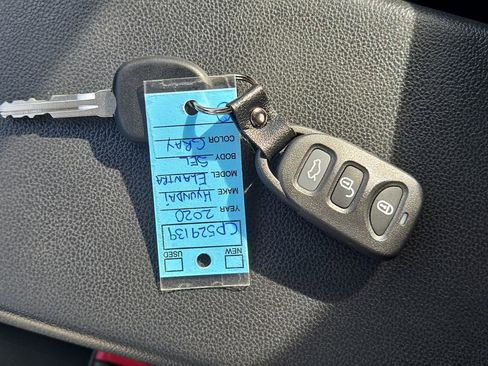 NEW USED
CP529139
YEAR 2020
MAKE Hyundai
MODEL ELANTRA
BODY SEL
COLOR GRAY